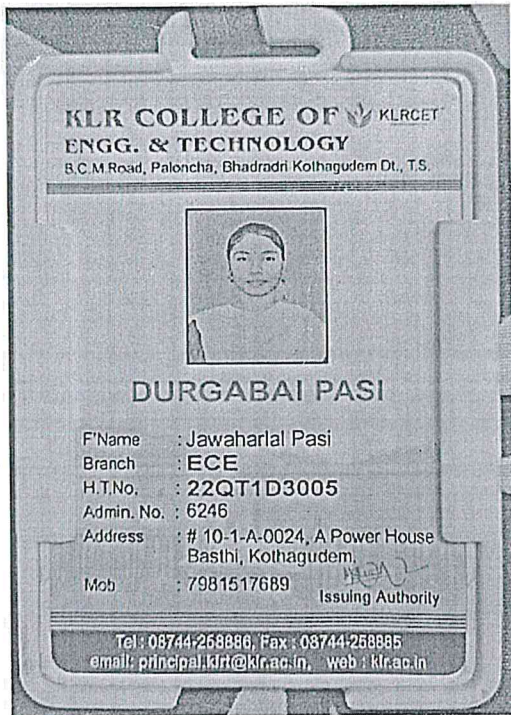 KLR COLLEGE OF KLRCET
ENGG. & TECHNOLOGY
B.C.M.Road, Paloncha, Bhadradri Kothagudem Dt., T.S.
DURGABAI PASI
F'Name : Jawaharlal Pasi
Branch : ECE
H.T.No. : 22QT1D3005
Admin. No. : 6246
Address : # 10-1-A-0024, A Power House
Basthi, Kothagudem,
Mob : 7981517689
Issuing Authority
Tel : 08744-258886, Fax : 08744-258885
email: principal.klrt@klr.ac.in, web : klr.ac.in